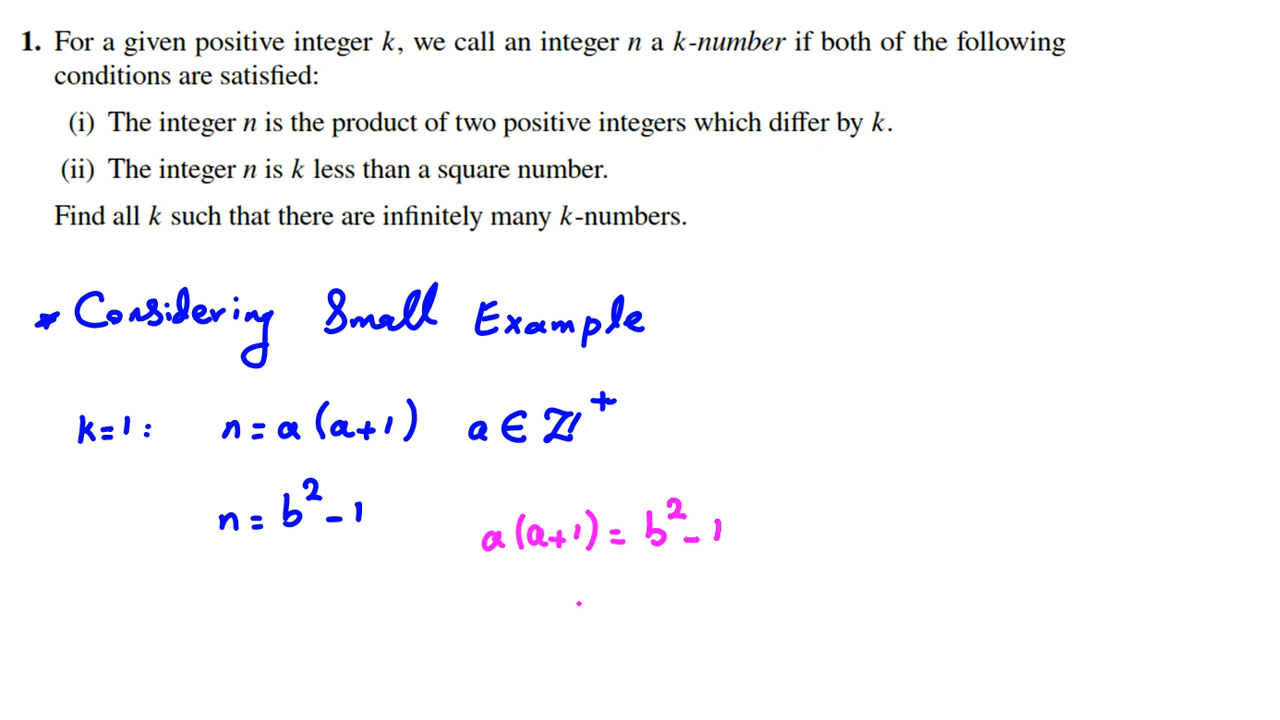 1. For a given positive integer k, we call an integer n a k-number if both of the following
conditions are satisfied:
(i) The integer n is the product of two positive integers which differ by k.
(ii) The integer n is k less than a square number.
Find all k such that there are infinitely many k-numbers.
* Considering Small Example
k=1: n=a(a+1) a∈ℤ⁺
n=b²-1
a(a+1)=b²-1